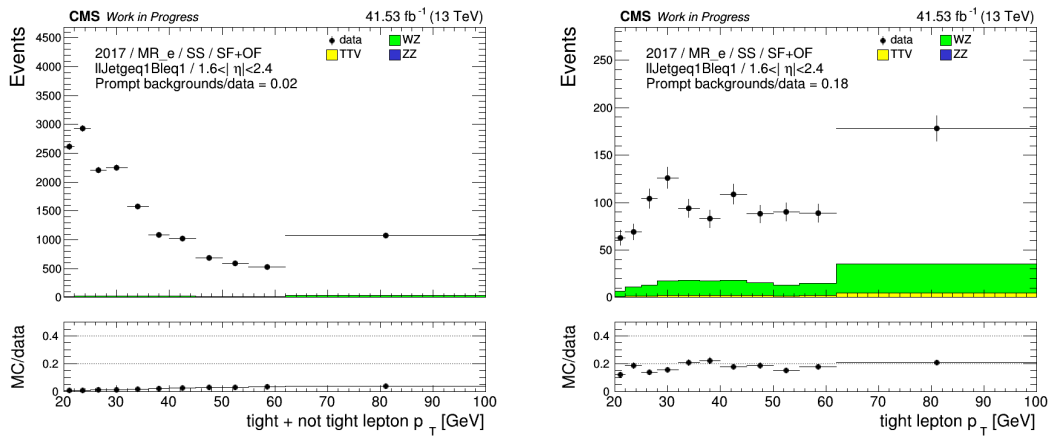 CMS Work in Progress 41.53 fb⁻¹ (13 TeV)
Events
4500
4000
3500
3000
2500
2000
1500
1000
500
0
2017 / MR_e / SS / SF+OF
llJetgeq1Bleq1 / 1.6<| η|<2.4
Prompt backgrounds/data = 0.02
data WZ
TTV ZZ
MC/data
0.4
0.2
0
20 30 40 50 60 70 80 90 100
tight + not tight lepton p T [GeV]
CMS Work in Progress 41.53 fb⁻¹ (13 TeV)
Events
250
200
150
100
50
0
2017 / MR_e / SS / SF+OF
llJetgeq1Bleq1 / 1.6<| η|<2.4
Prompt backgrounds/data = 0.18
data WZ
TTV ZZ
MC/data
0.4
0.2
0
20 30 40 50 60 70 80 90 100
tight lepton p T [GeV]